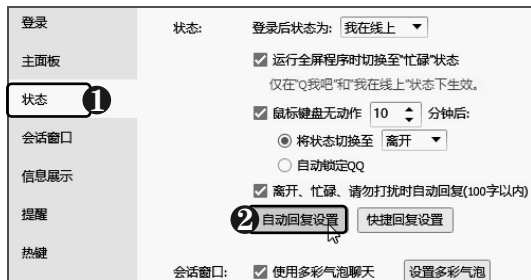 登录
主面板
状态 1
会话窗口
信息展示
提醒
热键
状态: 登录后状态为: 我在线上
运行全屏程序时切换至"忙碌"状态
仅在"Q我吧"和"我在线上"状态下生效。
鼠标键盘无动作 10 分钟后:
将状态切换至 离开
自动锁定QQ
离开、忙碌、请勿打扰时自动回复(100字以内)
2 自动回复设置 快捷回复设置
会话窗口: 使用多彩气泡聊天 设置多彩气泡